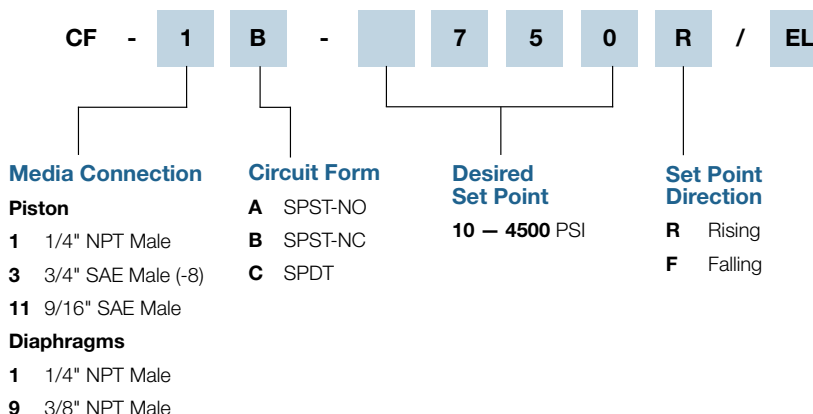 CF - 1 B - 7 5 0 R / EL
Media Connection
Piston
1 1/4" NPT Male
3 3/4" SAE Male (-8)
11 9/16" SAE Male
Diaphragms
1 1/4" NPT Male
9 3/8" NPT Male
Circuit Form
A SPST-NO
B SPST-NC
C SPDT
Desired
Set Point
10 — 4500 PSI
Set Point
Direction
R Rising
F Falling